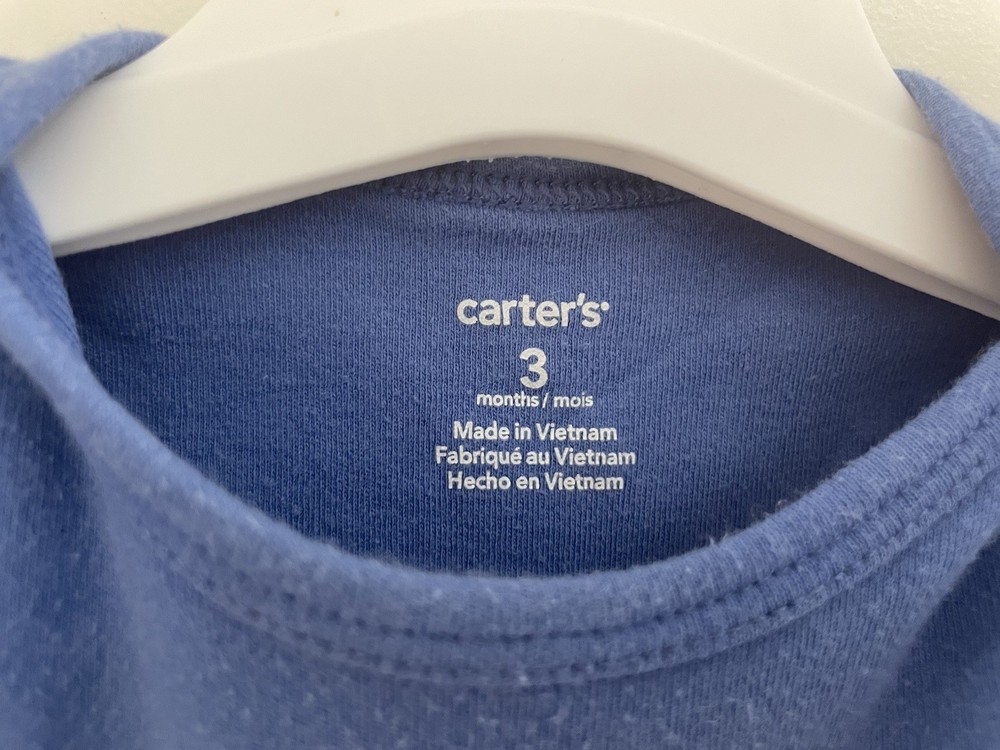 carter's
3
months / mois
Made in Vietnam
Fabriqué au Vietnam
Hecho en Vietnam